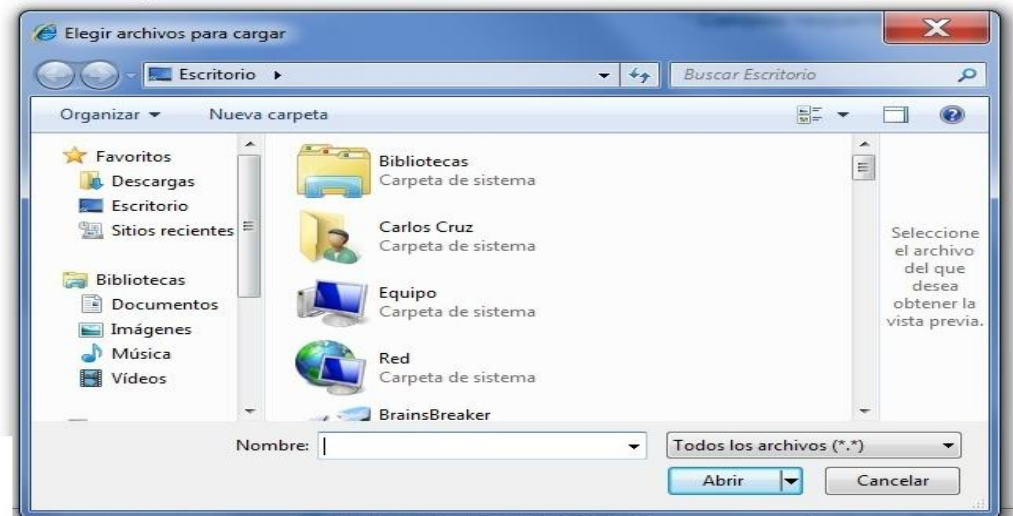 Elegir archivos para cargar
Escritorio
Buscar Escritorio
Organizar
Nueva carpeta
Favoritos
Descargas
Escritorio
Sitios recientes
Bibliotecas
Documentos
Imágenes
Música
Vídeos
Bibliotecas
Carpeta de sistema
Carlos Cruz
Carpeta de sistema
Equipo
Carpeta de sistema
Red
Carpeta de sistema
BrainsBreaker
Seleccione
el archivo
del que
desea
obtener la
vista previa.
Nombre:
Todos los archivos (*.*)
Abrir
Cancelar